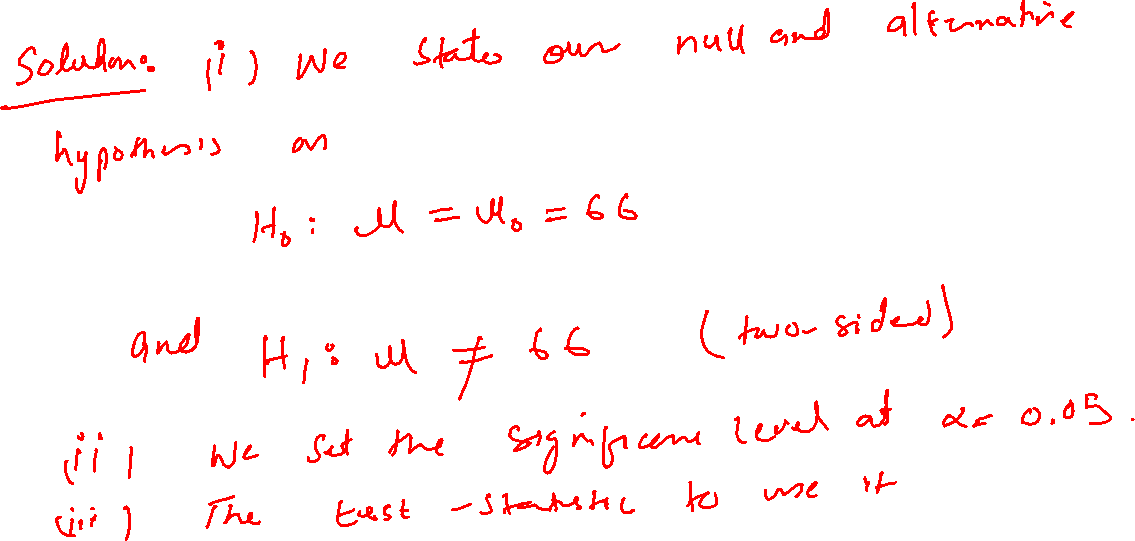 Solution: (i) We states our null and alternative
hypothesis as
H₀: μ = μ₀ = 66
and H₁: μ ≠ 66 (two-sided)
(ii) We set the significance level at α = 0.05.
(iii) The test-statistic to use is